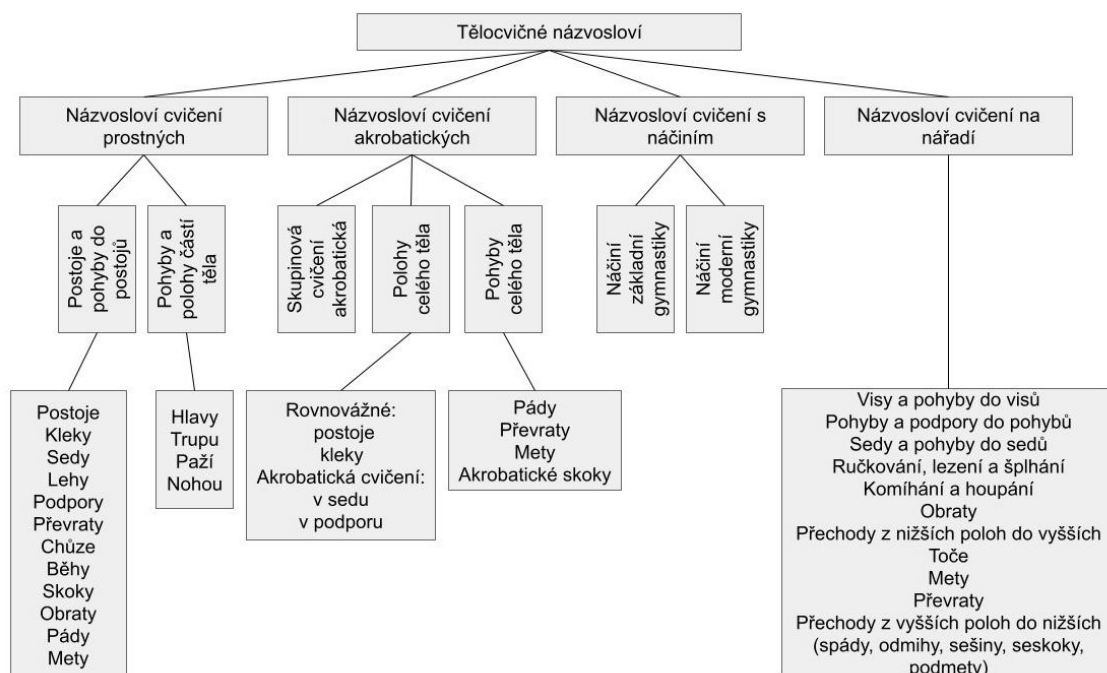 Tělocvičné názvosloví
Názvosloví cvičení
prostných
Názvosloví cvičení
akrobatických
Názvosloví cvičení s
náčiním
Názvosloví cvičení na
nářadí
Postoje a
pohyby do
postojů
Pohyby a
polohy částí
těla
Skupinová
cvičení
akrobatická
Polohy
celého těla
Pohyby
celého těla
Náčiní
základní
gymnastiky
Náčiní
moderní
gymnastiky
Postoje
Kleky
Sedy
Lehy
Podpory
Převraty
Chůze
Běhy
Skoky
Obraty
Pády
Mety
Hlavy
Trupu
Paží
Nohou
Rovnovážné:
postoje
kleky
Akrobatická cvičení:
v sedu
v podporu
Pády
Převraty
Mety
Akrobatické skoky
Visy a pohyby do visů
Pohyby a podpory do pohybů
Sedy a pohyby do sedů
Ručkování, lezení a šplhání
Komíhání a houpání
Obraty
Přechody z nižších poloh do vyšších
Toče
Mety
Převraty
Přechody z vyšších poloh do nižších
(spády, odmihy, sešiny, seskoky,
podmety)